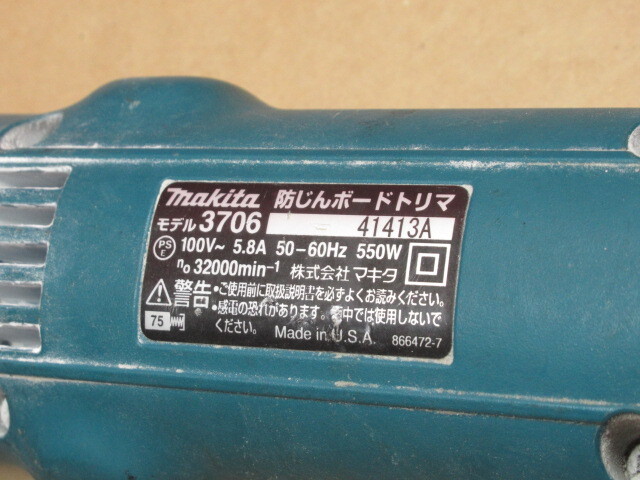 makita 防じんボードトリマ
モデル 3706 41413A
PS E 100V~ 5.8A 50-60Hz 550W
n₀ 32000min⁻¹ 株式会社 マキタ
警告 •ご使用前に取扱説明書を必ずよくお読みください。
•感電の恐れがあります。雨中では使用しないで
ください。
75 Made in U.S.A. 866472-7